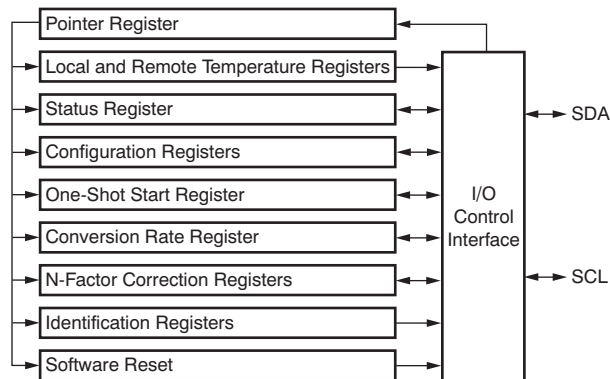 Pointer Register
Local and Remote Temperature Registers
Status Register
Configuration Registers
One-Shot Start Register
Conversion Rate Register
N-Factor Correction Registers
Identification Registers
Software Reset
I/O
Control
Interface
SDA
SCL